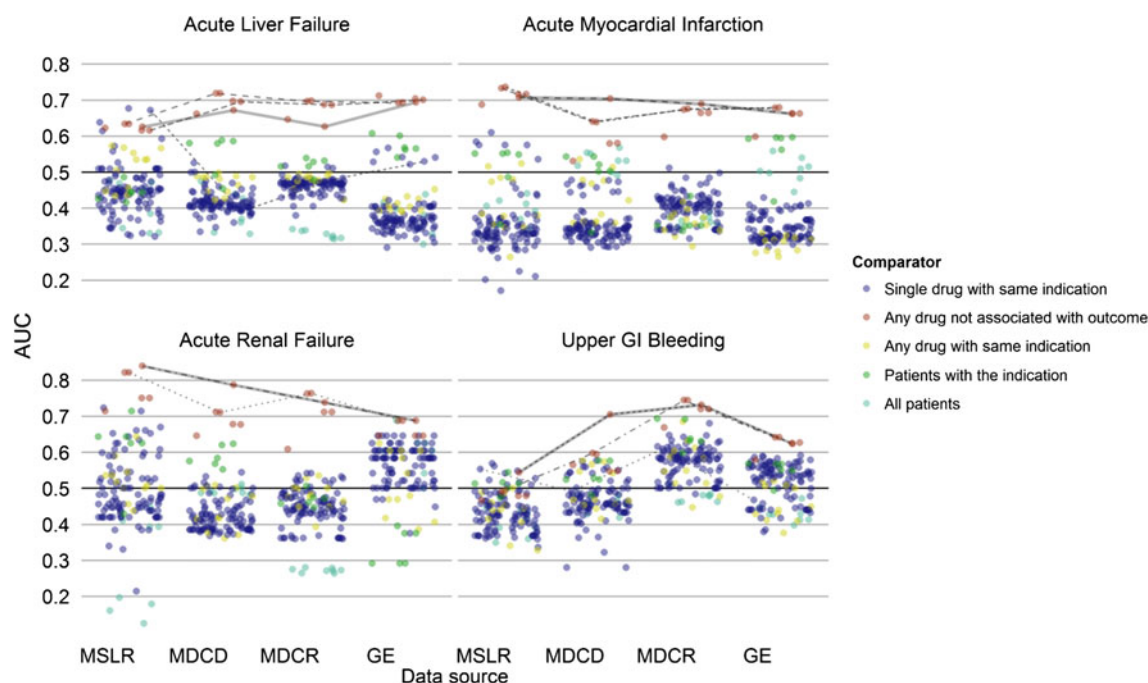 Acute Liver Failure
Acute Myocardial Infarction
0.8
0.7
0.6
0.5
0.4
0.3
0.2
Acute Renal Failure
Upper GI Bleeding
0.8
0.7
0.6
0.5
0.4
0.3
0.2
AUC
MSLR MDCD MDCR GE MSLR MDCD MDCR GE
Data source
Comparator
Single drug with same indication
Any drug not associated with outcome
Any drug with same indication
Patients with the indication
All patients